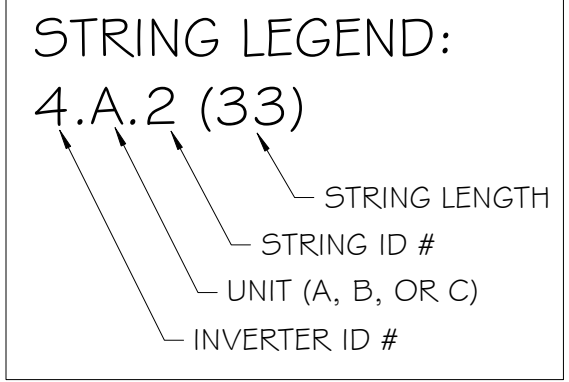 STRING LEGEND:
4.A.2 (33)
STRING LENGTH
STRING ID #
UNIT (A, B, OR C)
INVERTER ID #